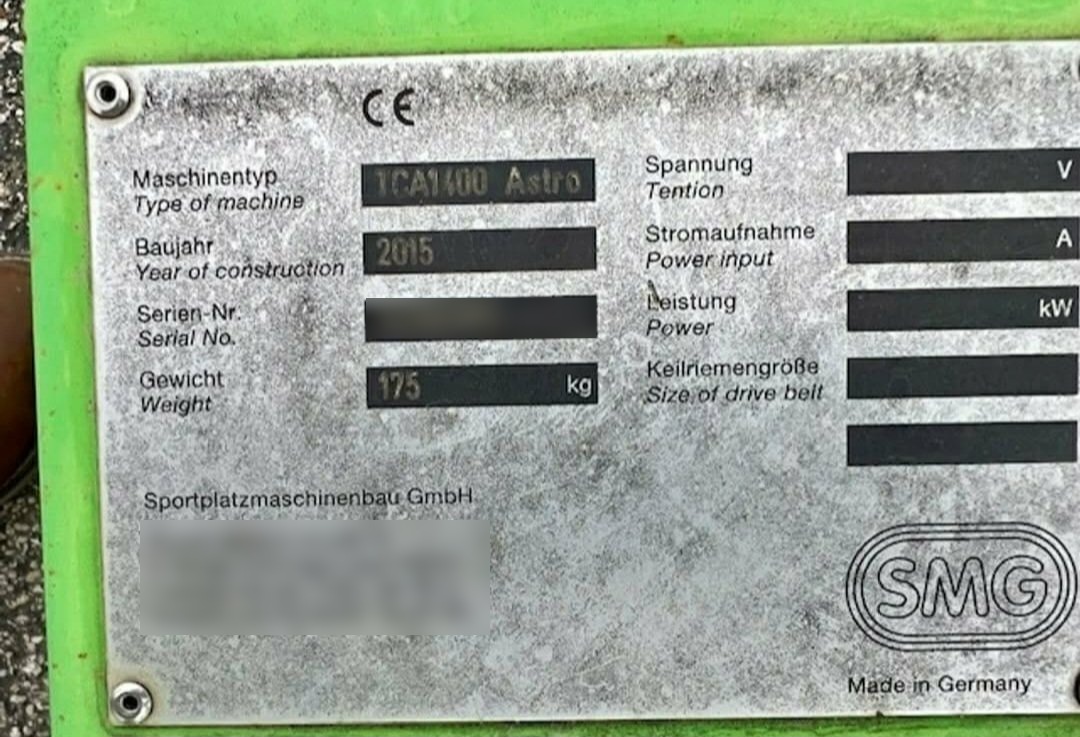 CE
Maschinentyp
Type of machine
TCA1400 Astro
Baujahr
Year of construction
2015
Serien-Nr.
Serial No.
Gewicht
Weight
175 kg
Spannung
Tention
V
Stromaufnahme
Power input
A
Leistung
Power
kW
Keilriemengröße
Size of drive belt
Sportplatzmaschinenbau GmbH
SMG
Made in Germany